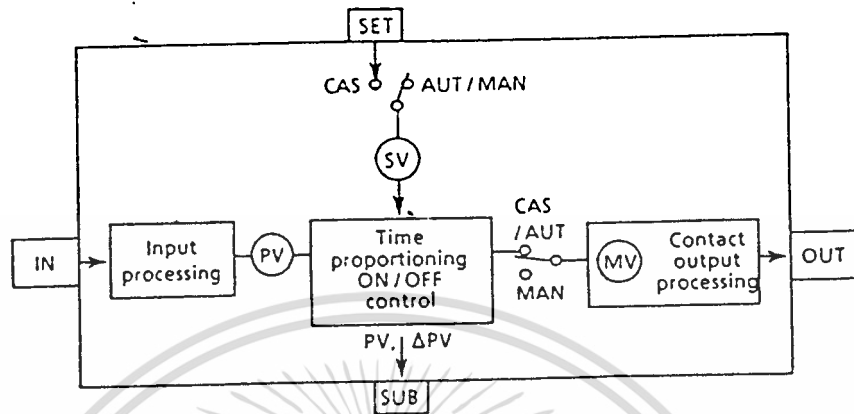 SET
CAS
AUT/MAN
SV
IN
Input
processing
PV
Time
proportioning
ON/OFF
control
CAS
/AUT
MAN
MV
Contact
output
processing
OUT
PV, ΔPV
SUB